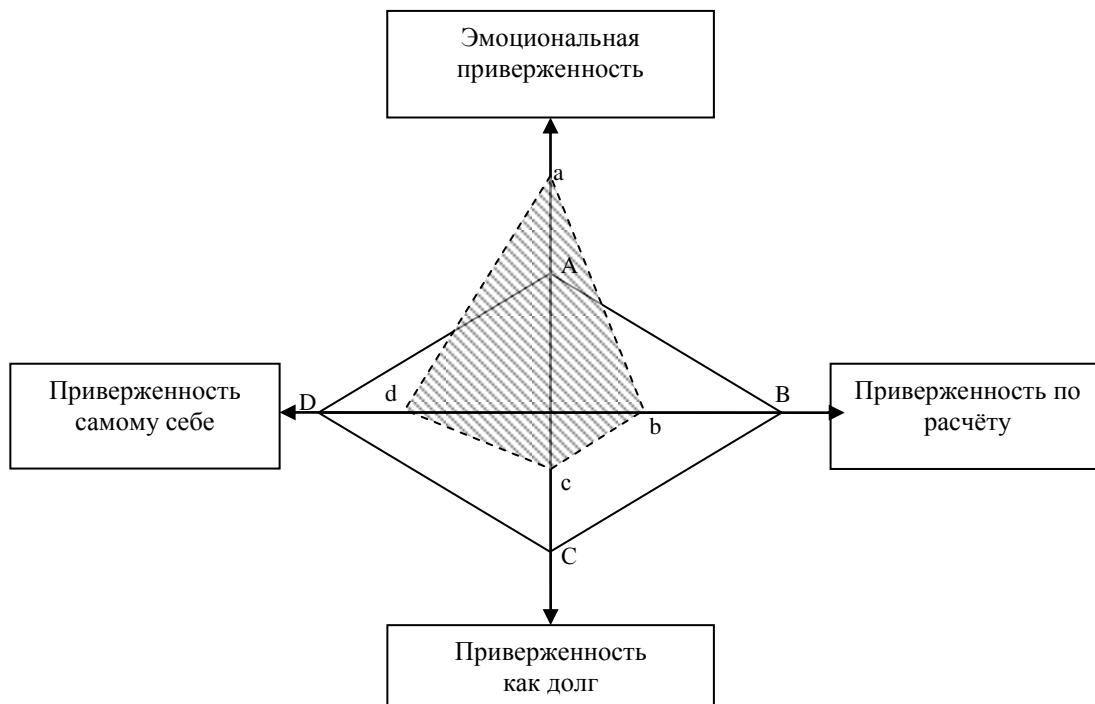 Эмоциональная
приверженность
a
A
Приверженность
самому себе
D
d
b
B
Приверженность по
расчёту
c
C
Приверженность
как долг